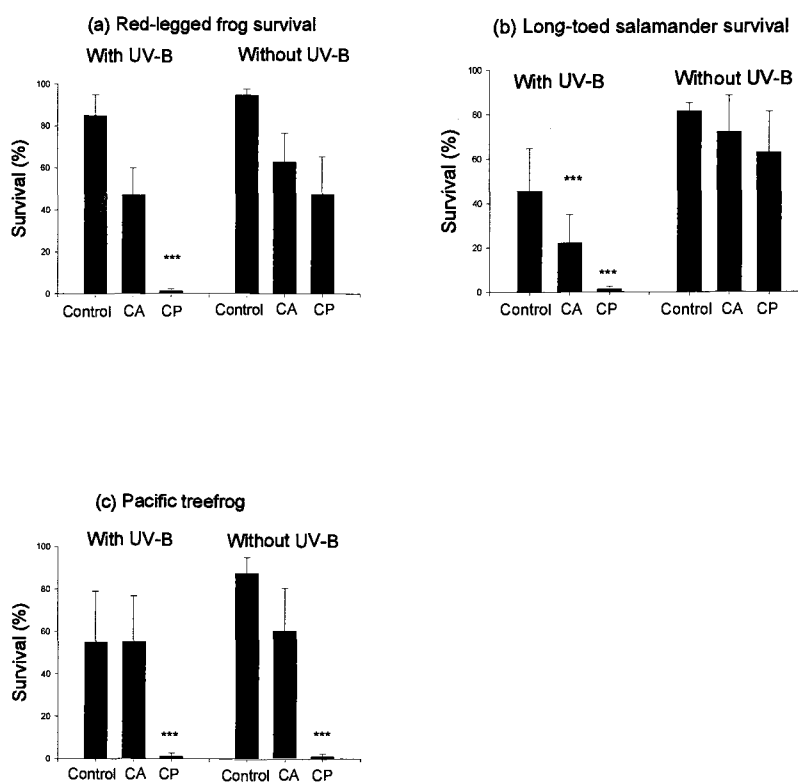 (a) Red-legged frog survival
With UV-B Without UV-B
100
80
60
40
20
0
Survival (%)
***
Control CA CP Control CA CP
(b) Long-toed salamander survival
With UV-B Without UV-B
100
80
60
40
20
0
Survival (%)
***
***
Control CA CP Control CA CP
(c) Pacific treefrog
With UV-B Without UV-B
100
80
60
40
20
0
Survival (%)
*** ***
Control CA CP Control CA CP